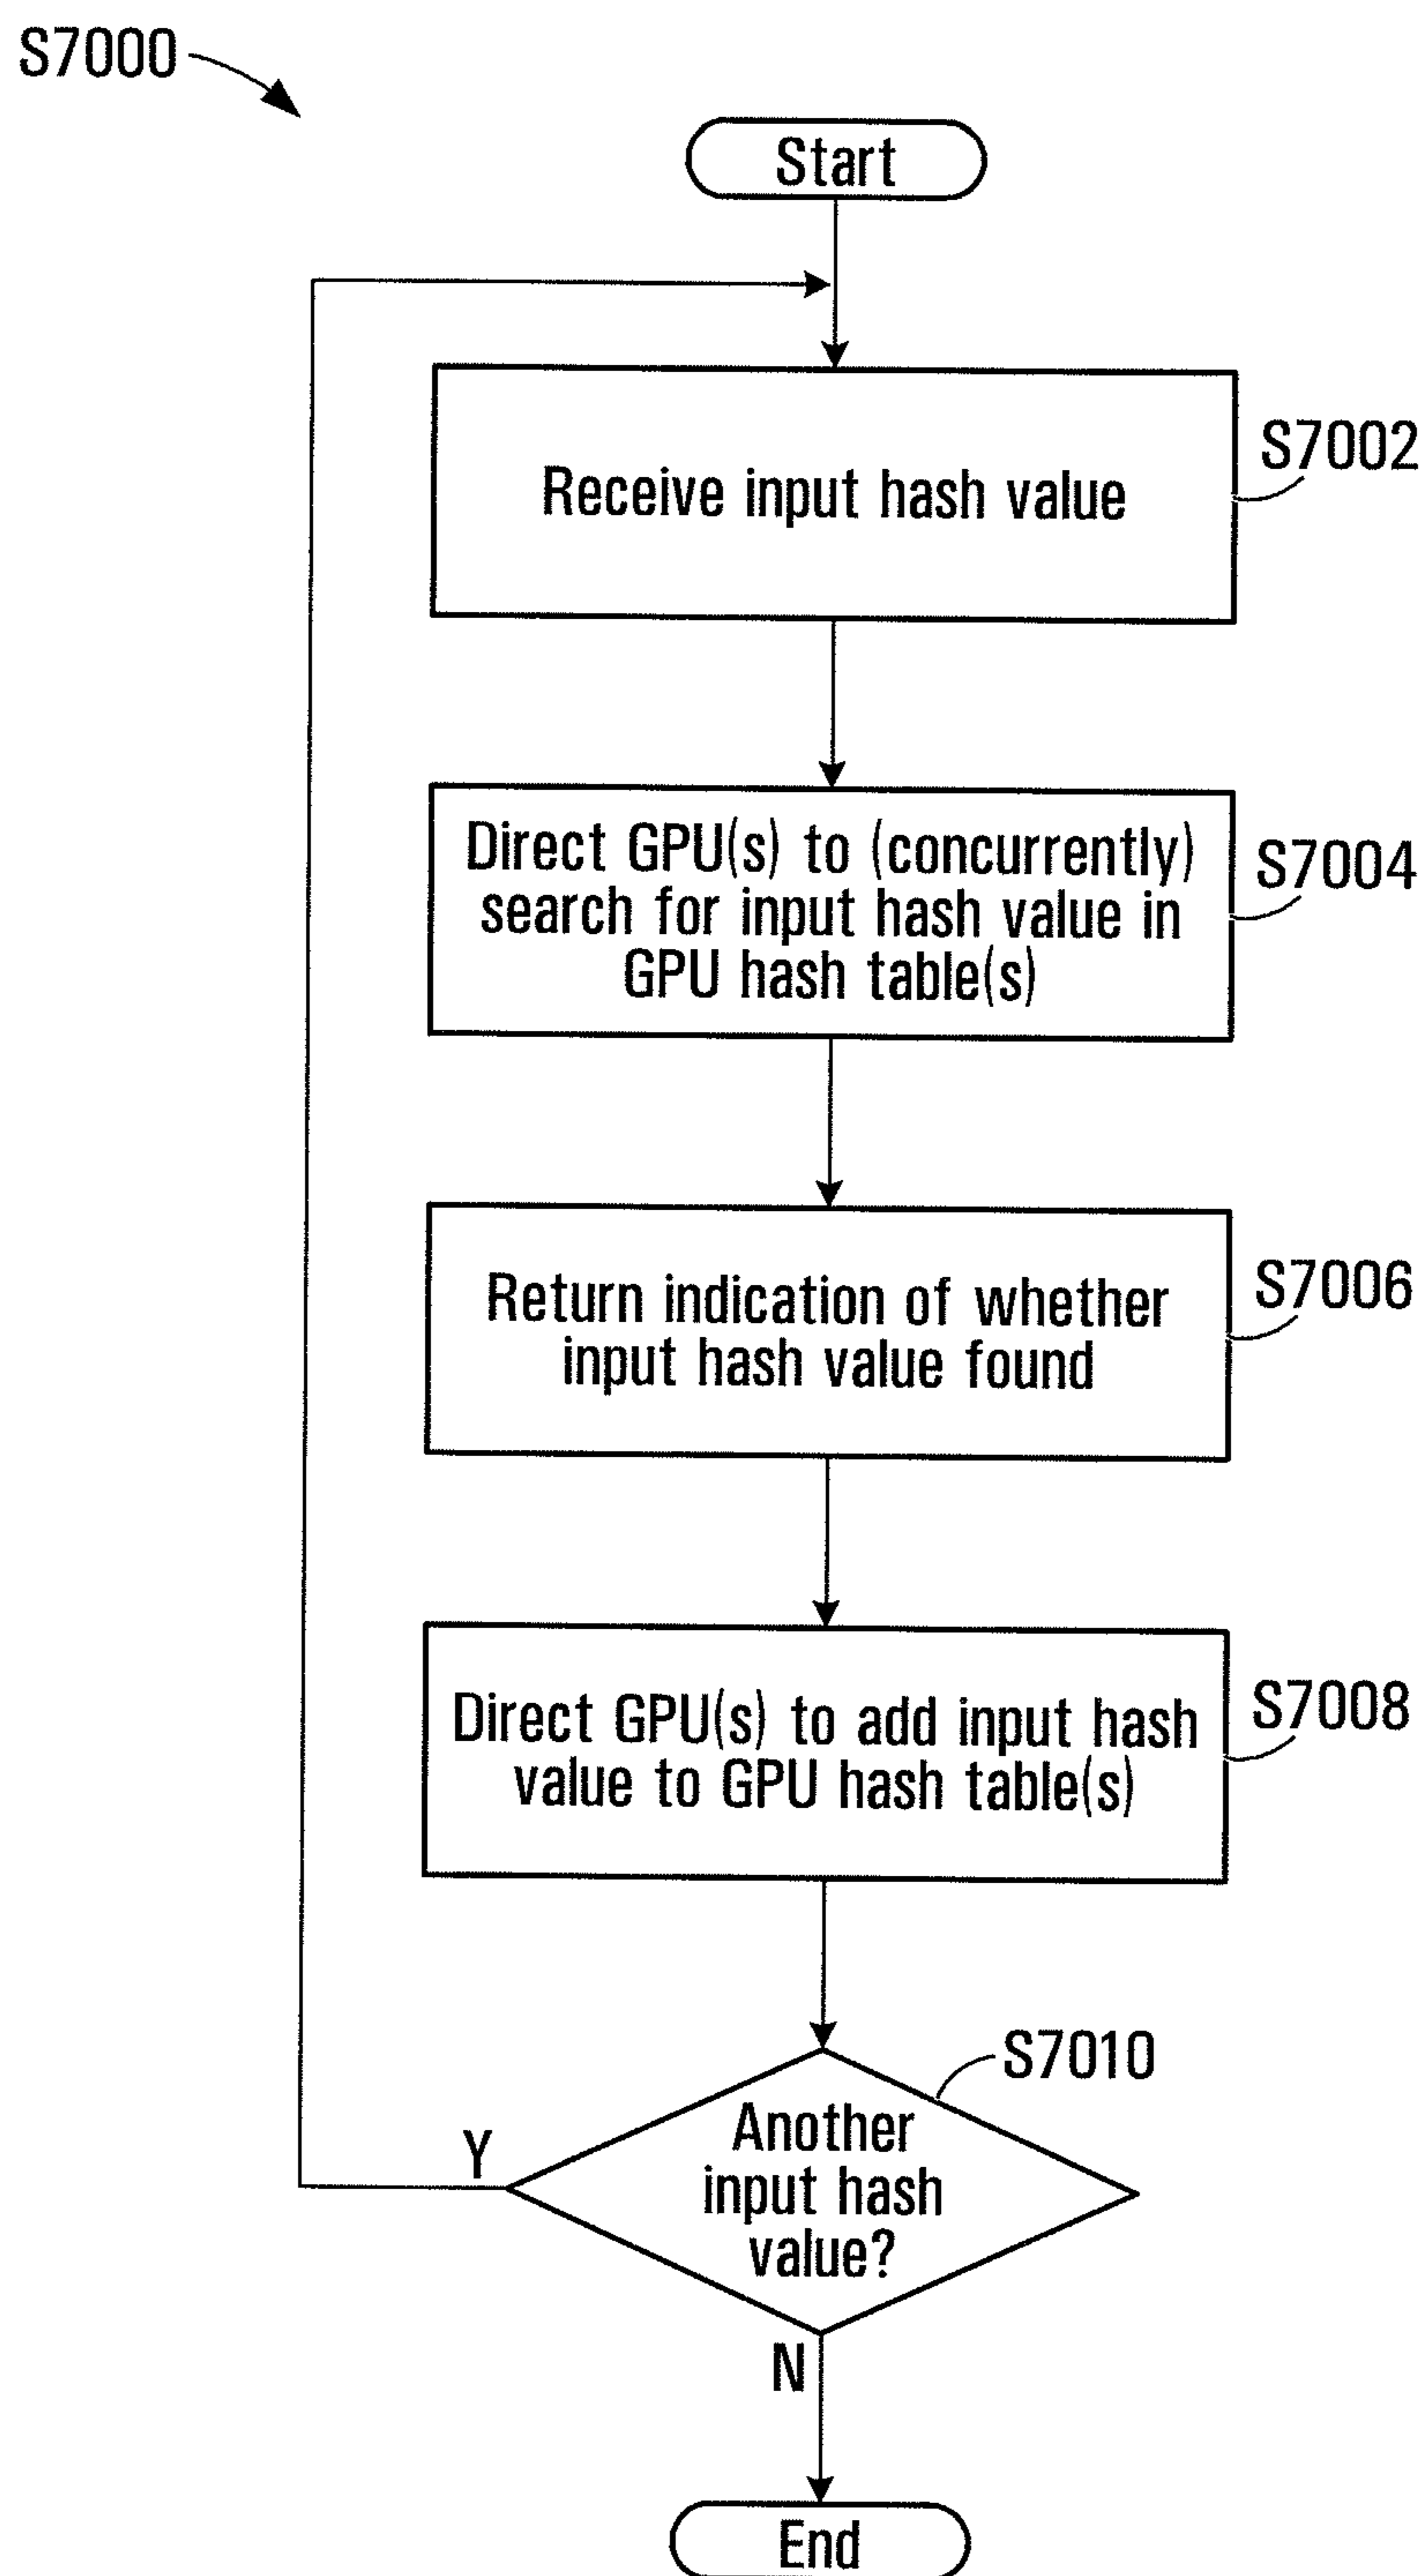 S7000
Start
Receive input hash value
S7002
Direct GPU(s) to (concurrently)
search for input hash value in
GPU hash table(s)
S7004
Return indication of whether
input hash value found
S7006
Direct GPU(s) to add input hash
value to GPU hash table(s)
S7008
S7010
Another
input hash
value?
Y
N
End